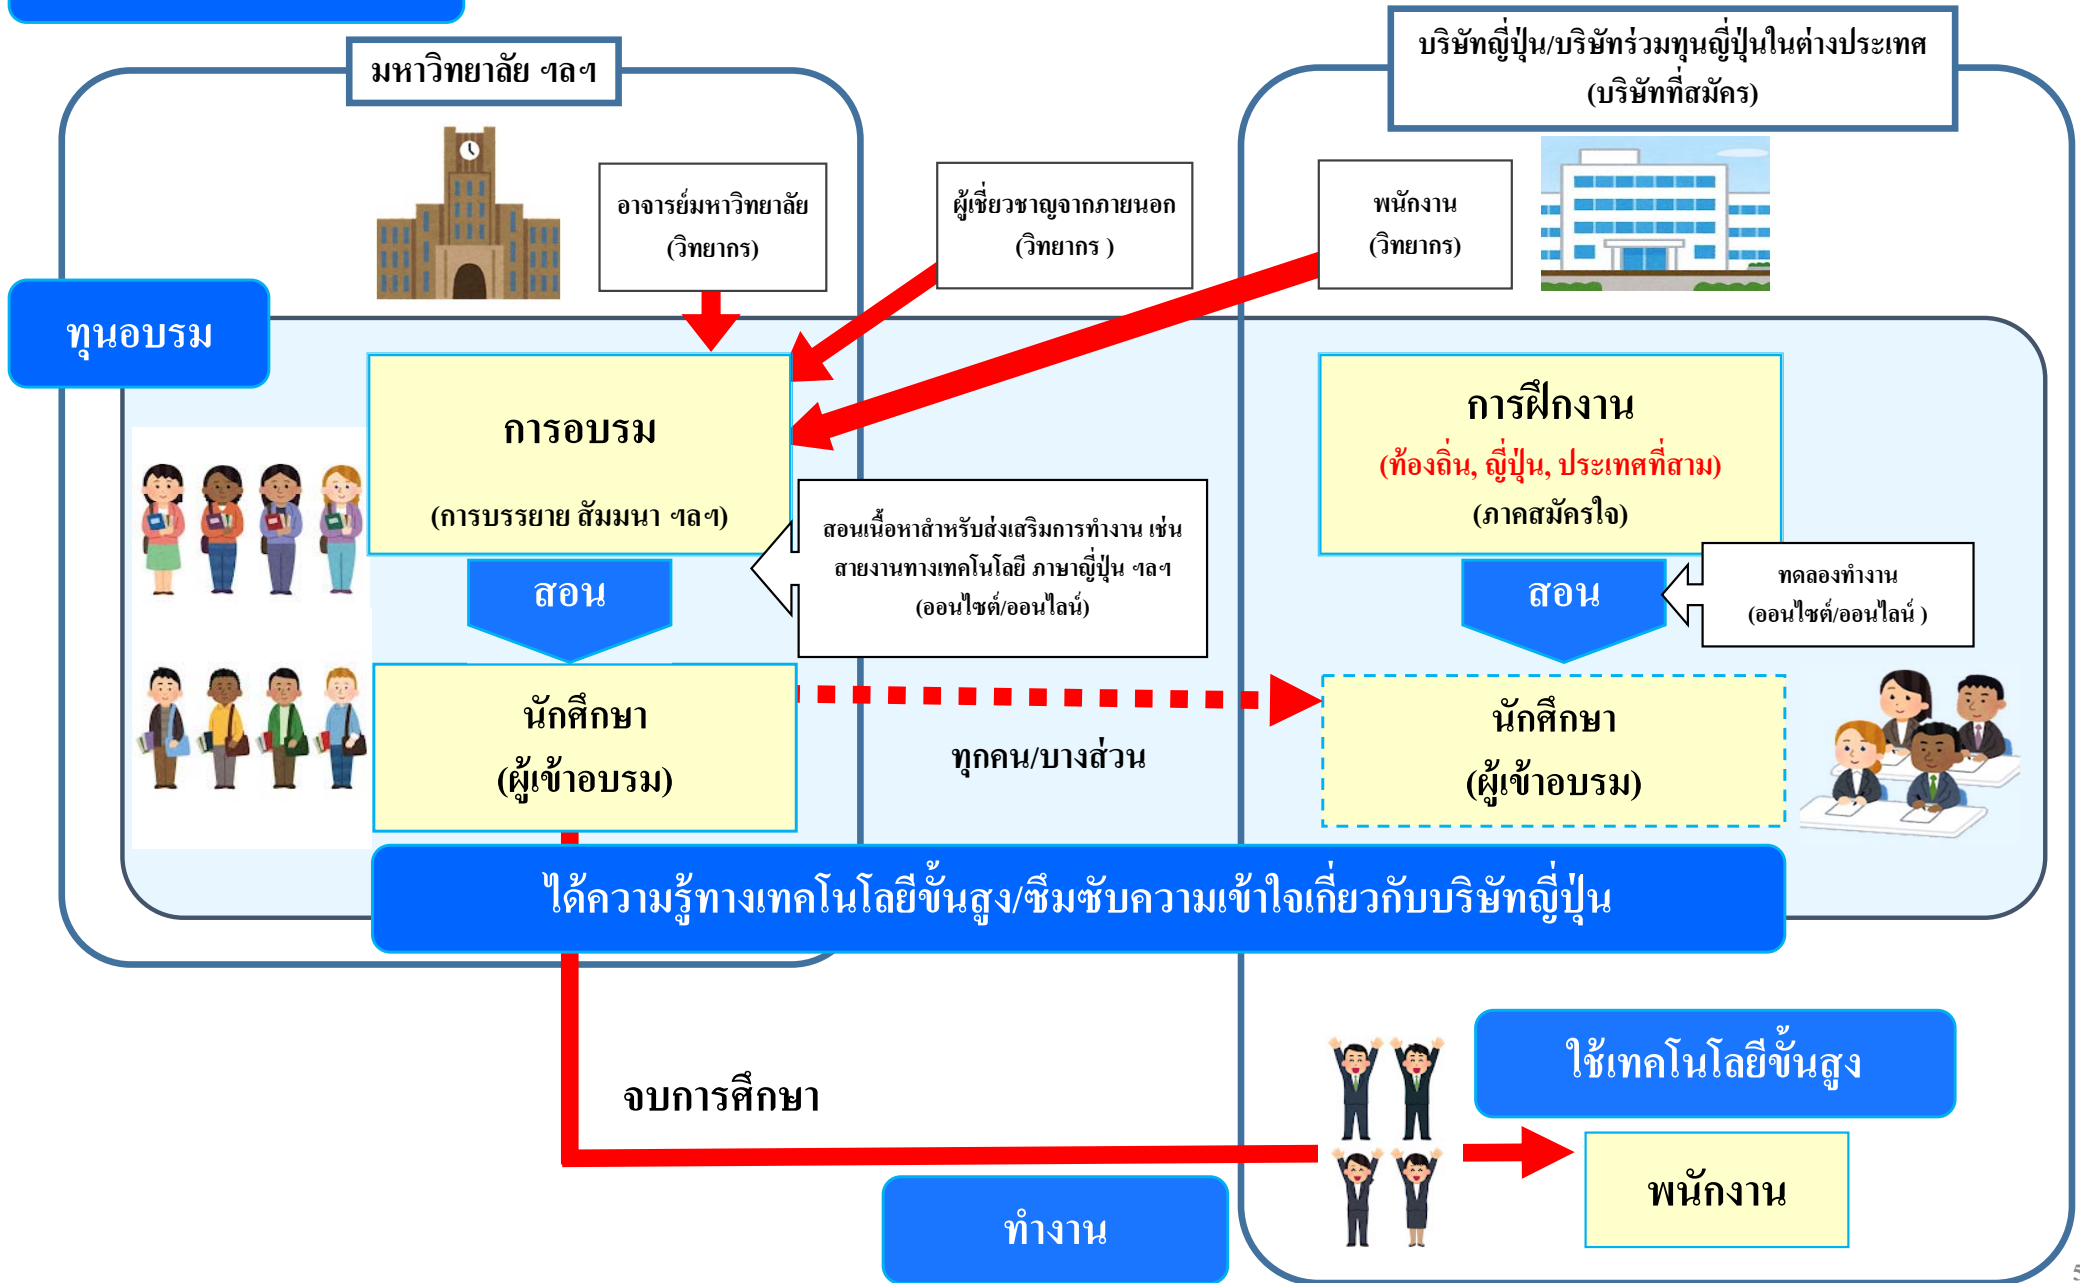 มหาวิทยาลัย ฯลฯ
บริษัทญี่ปุ่น/บริษัทร่วมทุนญี่ปุ่นในต่างประเทศ
(บริษัทที่สมัคร)
อาจารย์มหาวิทยาลัย
(วิทยากร)
ผู้เชี่ยวชาญจากภายนอก
(วิทยากร )
พนักงาน
(วิทยากร)
ทุนอบรม
การอบรม
(การบรรยาย สัมมนา ฯลฯ)
การฝึกงาน
(ท้องถิ่น, ญี่ปุ่น, ประเทศที่สาม)
(ภาคสมัครใจ)
สอนเนื้อหาสำหรับส่งเสริมการทำงาน เช่น
สายงานทางเทคโนโลยี ภาษาญี่ปุ่น ฯลฯ
(ออนไซต์/ออนไลน์)
สอน
สอน
ทดลองทำงาน
(ออนไซต์/ออนไลน์ )
นักศึกษา
(ผู้เข้าอบรม)
ทุกคน/บางส่วน
นักศึกษา
(ผู้เข้าอบรม)
ได้ความรู้ทางเทคโนโลยีขั้นสูง/ซึมซับความเข้าใจเกี่ยวกับบริษัทญี่ปุ่น
จบการศึกษา
ใช้เทคโนโลยีขั้นสูง
พนักงาน
ทำงาน